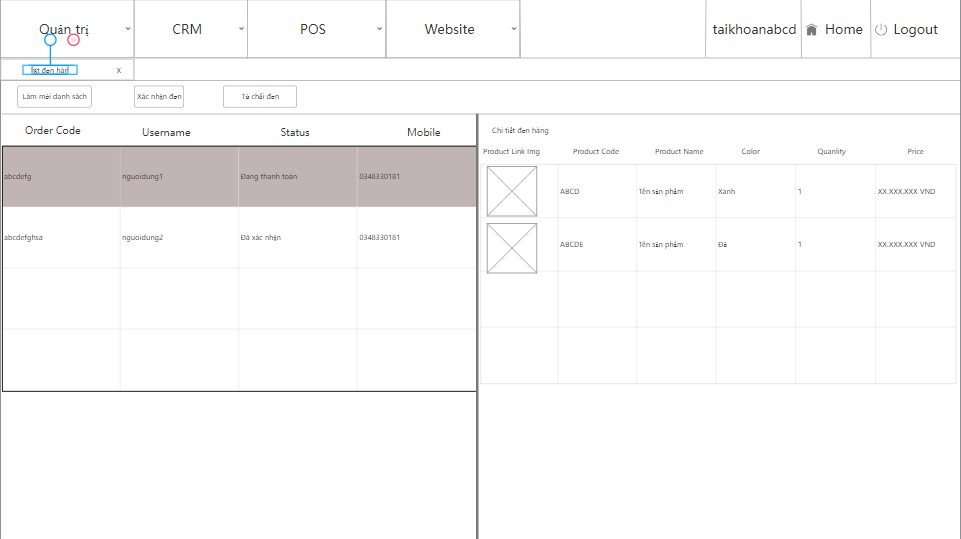 Quản trị CRM POS Website taikhoanabcd Home Logout
đơn hàn X
Làm mới danh sách Xác nhận đơn Từ chối đơn
Order Code Username Status Mobile
abcdefg nguoidung1 Đang thanh toán 0348330181
abcdefghsa nguoidung2 Đã xác nhận 0348330181
Chi tiết đơn hàng
Product Link Img Product Code Product Name Color Quanlity Price
ABCD Tên sản phẩm Xanh 1 XX.XXX.XXX VND
ABCDE Tên sản phẩm Đỏ 1 XX.XXX.XXX VND